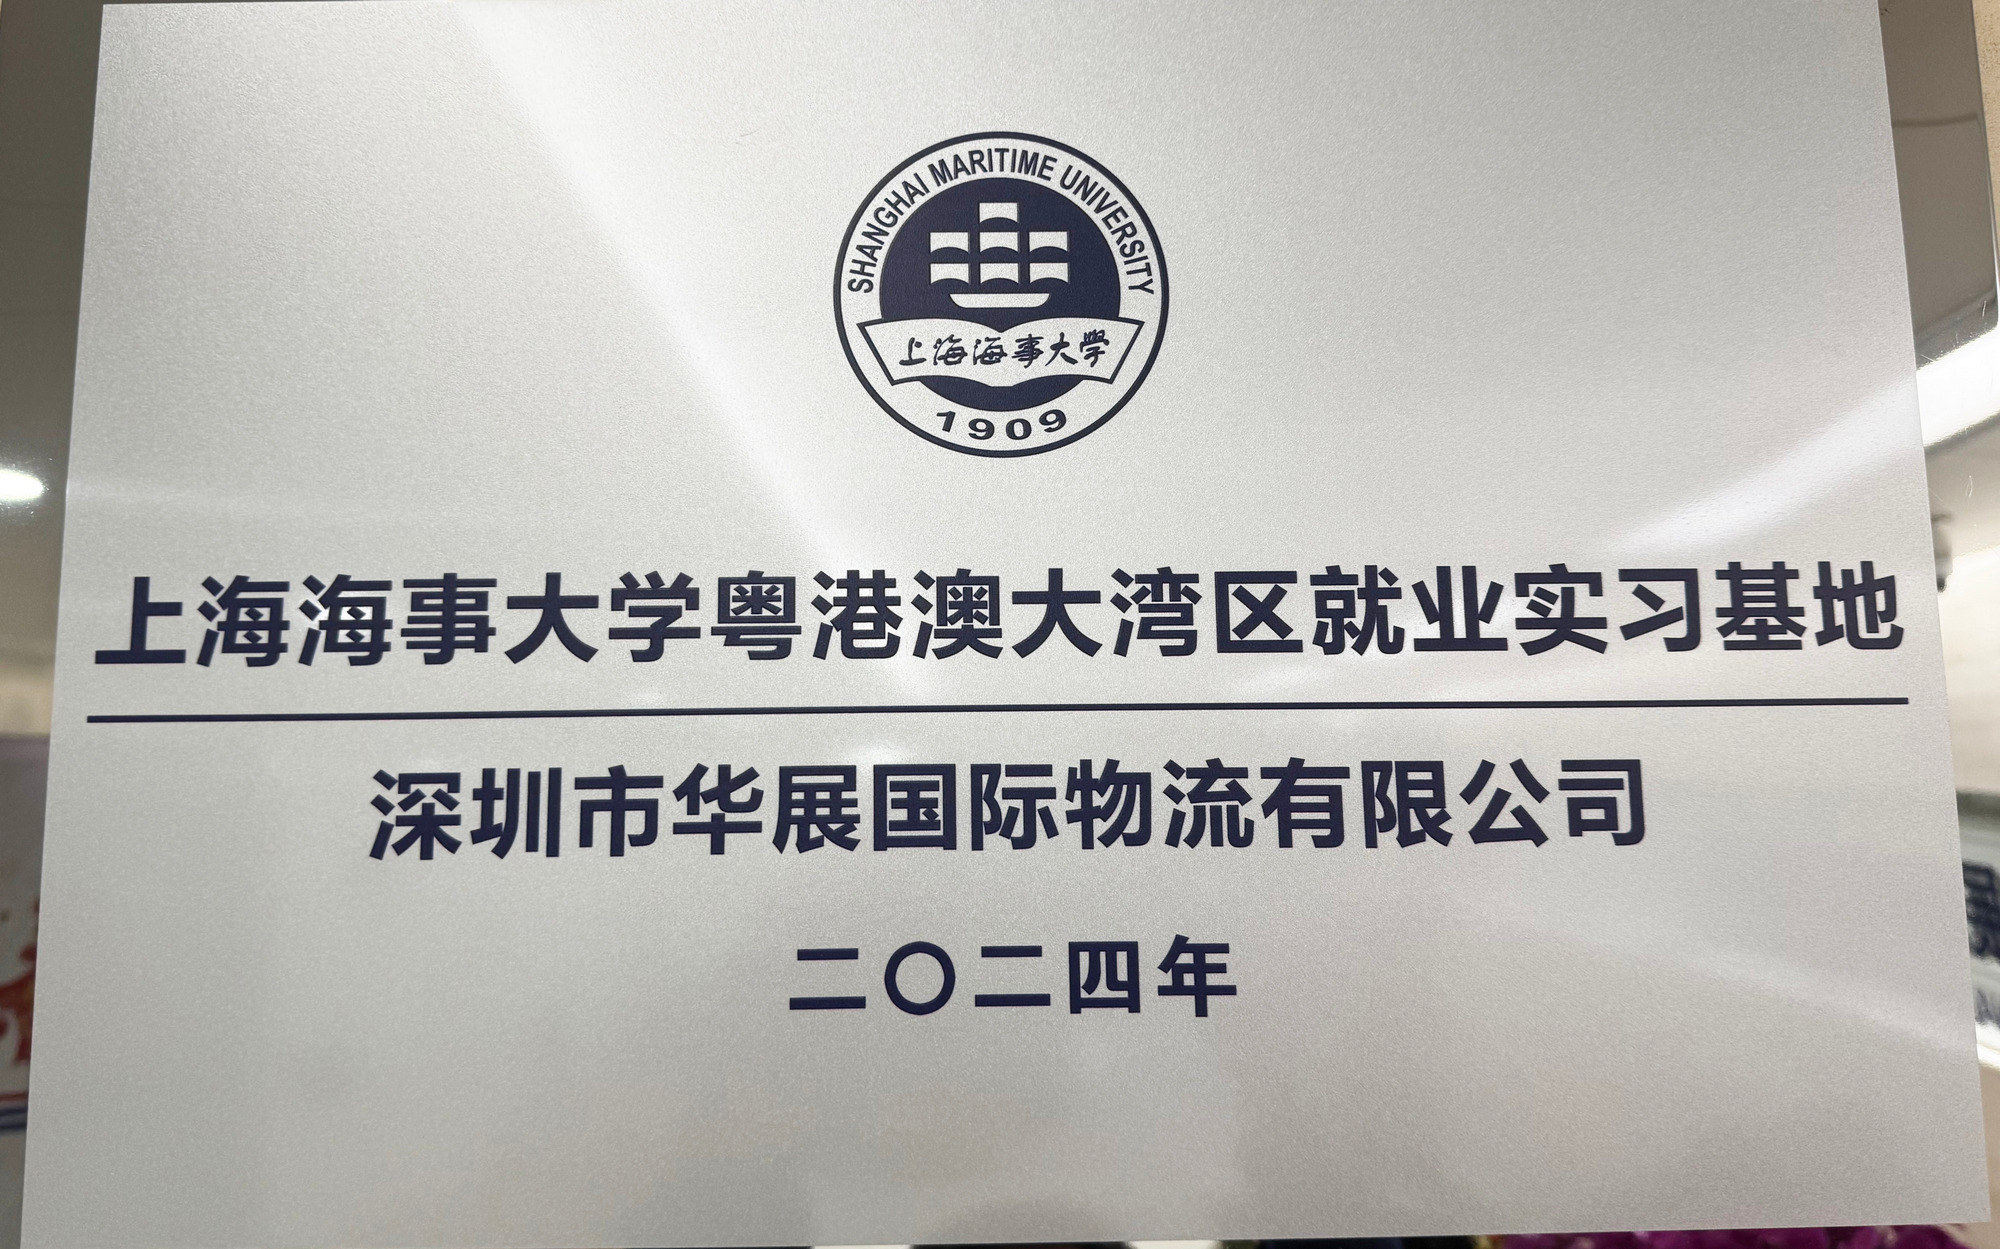 SHANGHAI MARITIME UNIVERSITY
上海海事大學
1909
上海海事大学粤港澳大湾区就业实习基地
深圳市华展国际物流有限公司
二〇二四年